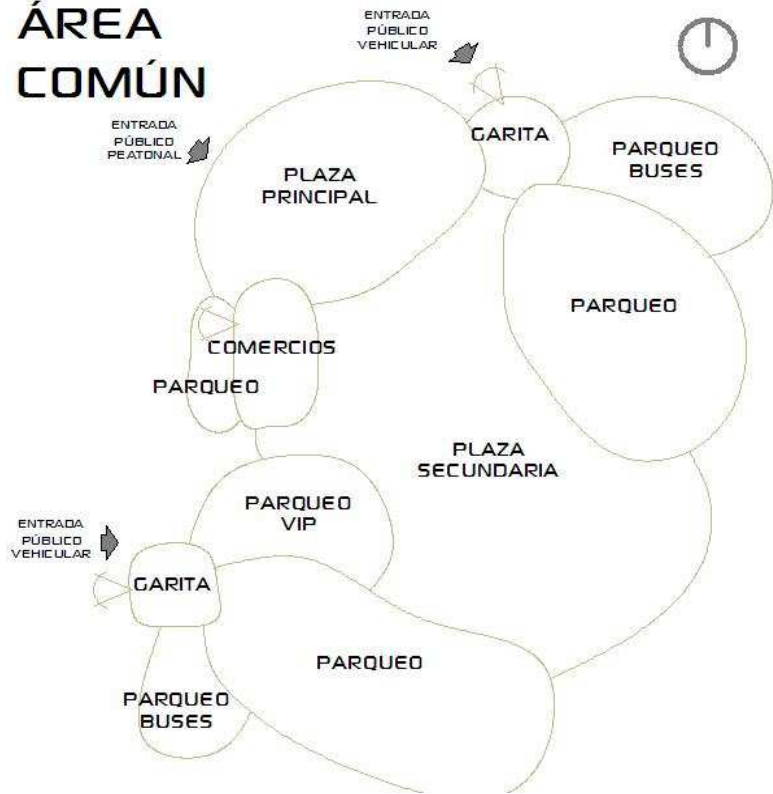 ÁREA
COMÚN
ENTRADA
PÚBLICO
VEHICULAR
ENTRADA
PÚBLICO
PEATONAL
GARITA
PARQUEO
BUSES
PLAZA
PRINCIPAL
PARQUEO
COMERCIOS
PARQUEO
PLAZA
SECUNDARIA
PARQUEO
VIP
ENTRADA
PÚBLICO
VEHICULAR
GARITA
PARQUEO
PARQUEO
BUSES